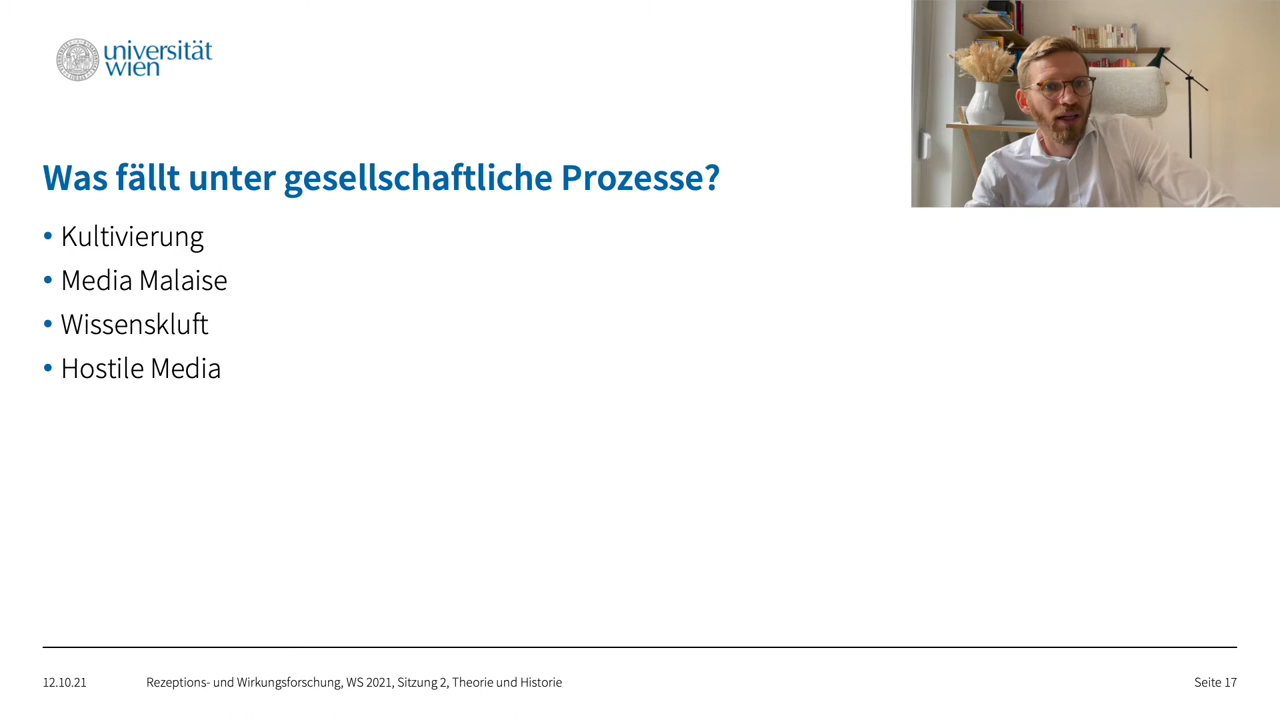 universität
wien
Was fällt unter gesellschaftliche Prozesse?
• Kultivierung
• Media Malaise
• Wissenskluft
• Hostile Media
12.10.21 Rezeptions- und Wirkungsforschung, WS 2021, Sitzung 2, Theorie und Historie Seite 17